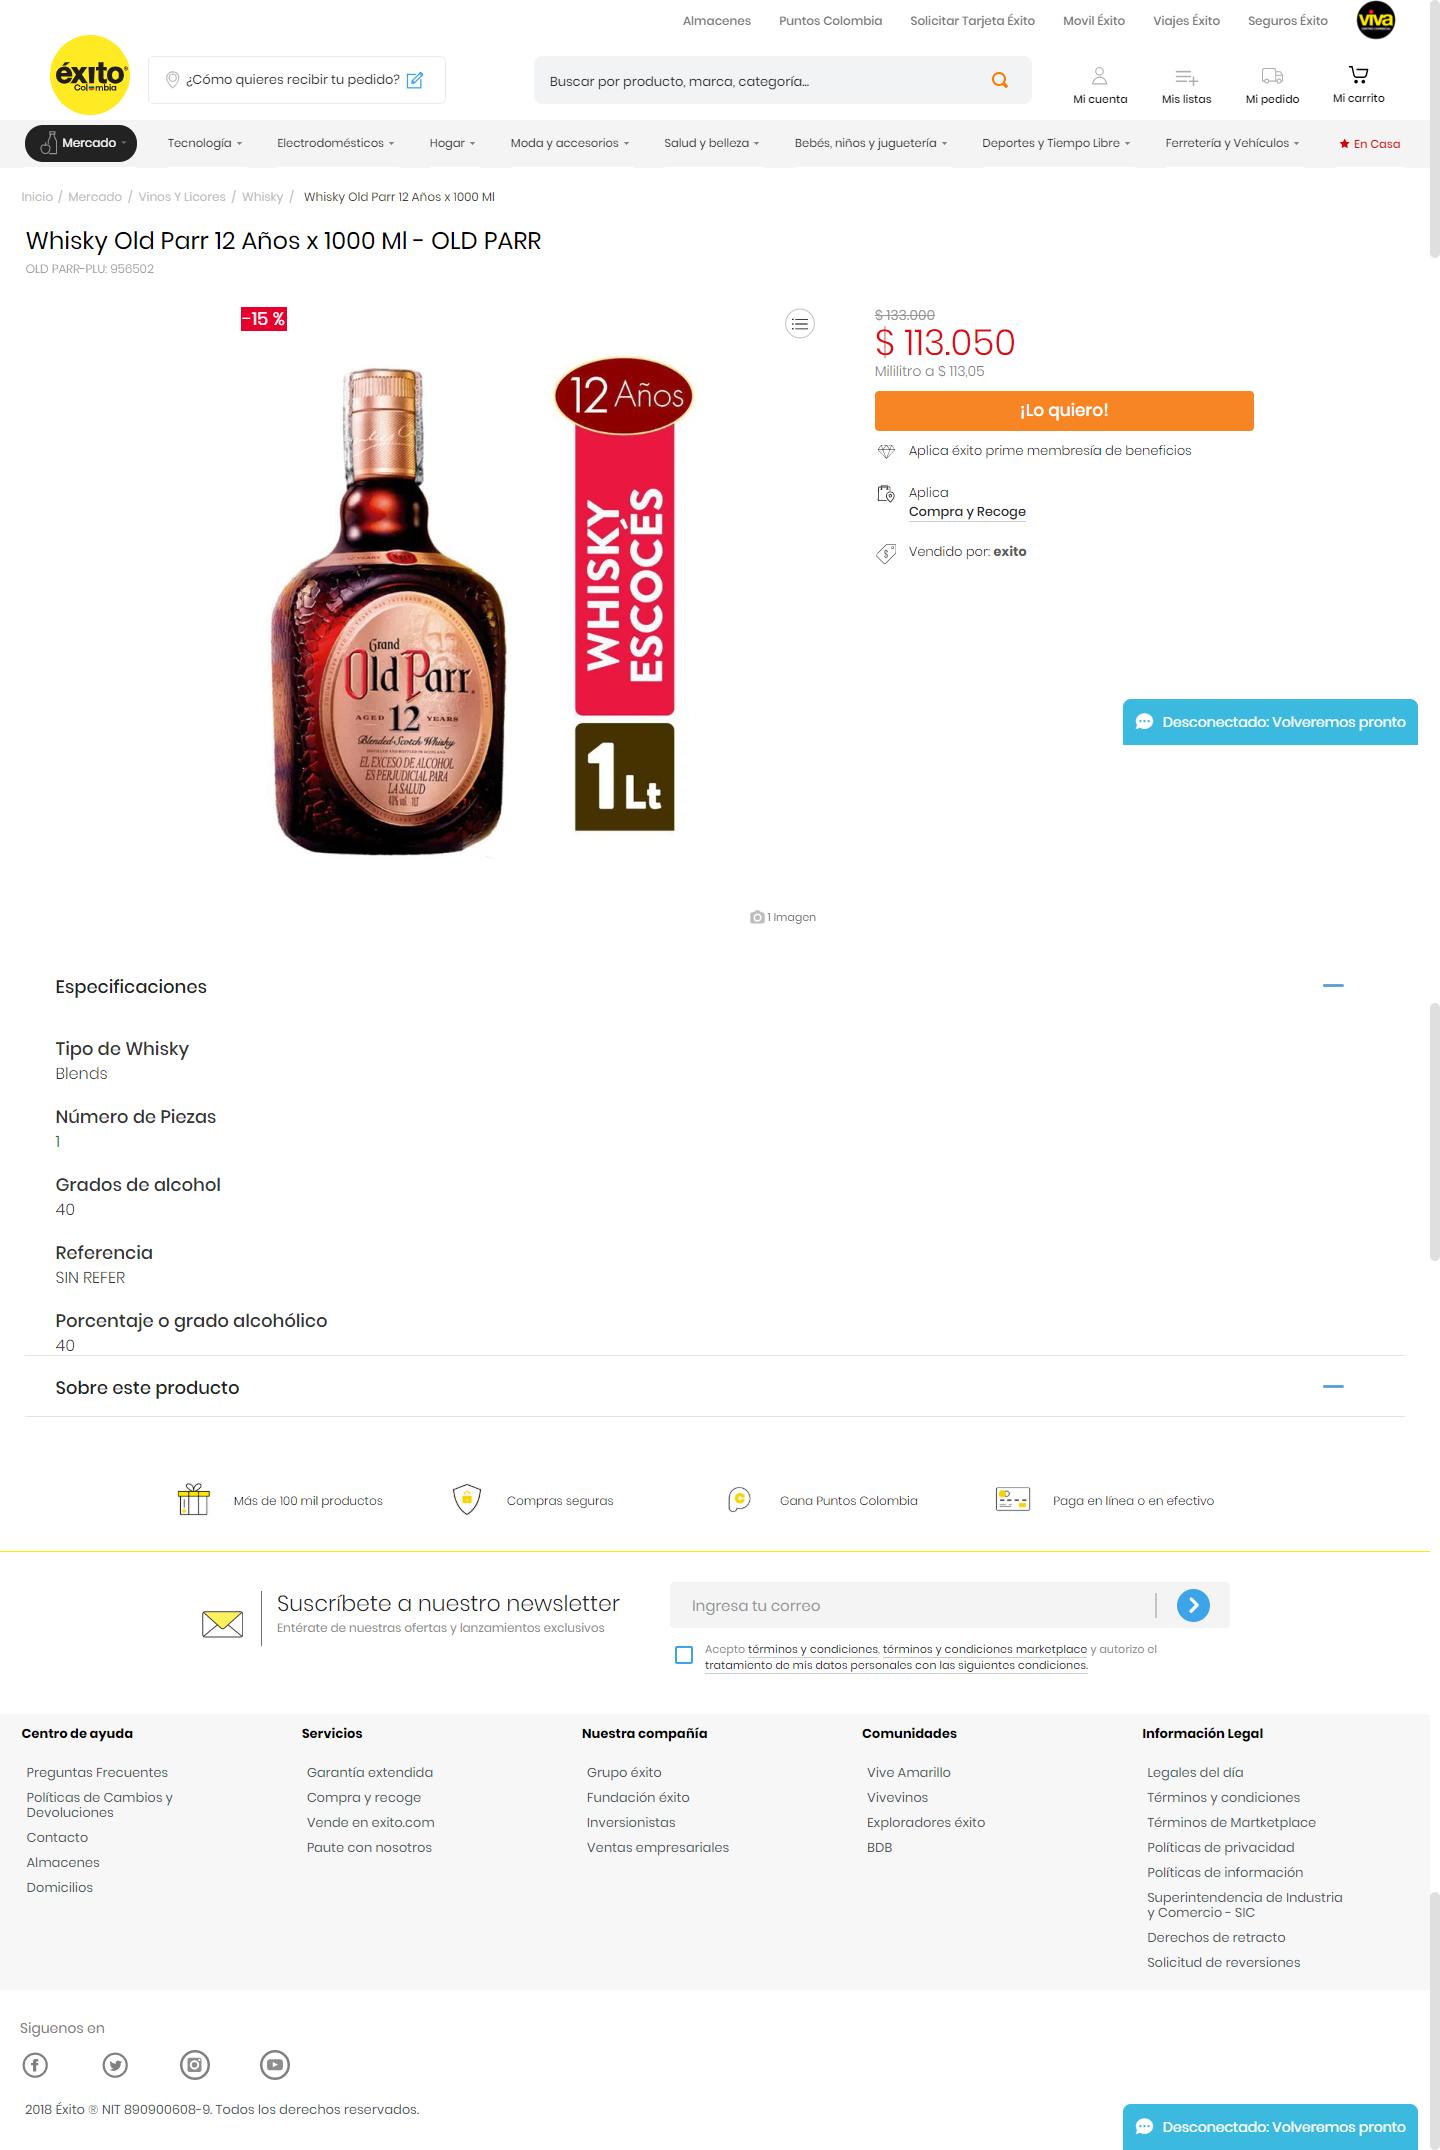 Almacenes Puntos Colombia Solicitar Tarjeta Éxito Movil Éxito Viajes Éxito Seguros Éxito viva
éxito
Colombia
¿Cómo quieres recibir tu pedido?
Buscar por producto, marca, categoría...
Mi cuenta Mis listas Mi pedido Mi carrito
Mercado Tecnología Electrodomésticos Hogar Moda y accesorios Salud y belleza Bebés, niños y juguetería Deportes y Tiempo Libre Ferretería y Vehículos En Casa
Inicio / Mercado / Vinos Y Licores / Whisky / Whisky Old Parr 12 Años x 1000 Ml
Whisky Old Parr 12 Años x 1000 Ml - OLD PARR
OLD PARR-PLU: 956502
-15 %
12 Años
WHISKY
ESCOCÉS
1 Lt
Grand
Old Parr
AGED 12 YEARS
Blended Scotch Whisky
EL EXCESO DE ALCOHOL
ES PERJUDICIAL PARA
LA SALUD
$ 133.000
$ 113.050
Mililitro a $ 113,05
¡Lo quiero!
Aplica éxito prime membresía de beneficios
Aplica
Compra y Recoge
Vendido por: exito
Desconectado: Volveremos pronto
1 Imagen
Especificaciones
Tipo de Whisky
Blends
Número de Piezas
1
Grados de alcohol
40
Referencia
SIN REFER
Porcentaje o grado alcohólico
40
Sobre este producto
Más de 100 mil productos
Compras seguras
Gana Puntos Colombia
Paga en línea o en efectivo
Suscríbete a nuestro newsletter
Entérate de nuestras ofertas y lanzamientos exclusivos
Ingresa tu correo
Acepto términos y condiciones, términos y condiciones marketplace y autorizo el
tratamiento de mis datos personales con las siguientes condiciones.
Centro de ayuda
Preguntas Frecuentes
Políticas de Cambios y
Devoluciones
Contacto
Almacenes
Domicilios
Servicios
Garantía extendida
Compra y recoge
Vende en exito.com
Paute con nosotros
Nuestra compañía
Grupo éxito
Fundación éxito
Inversionistas
Ventas empresariales
Comunidades
Vive Amarillo
Vivevinos
Exploradores éxito
BDB
Información Legal
Legales del día
Términos y condiciones
Términos de Martketplace
Políticas de privacidad
Políticas de información
Superintendencia de Industria
y Comercio - SIC
Derechos de retracto
Solicitud de reversiones
Siguenos en
2018 Éxito ® NIT 890900608-9. Todos los derechos reservados.
Desconectado: Volveremos pronto